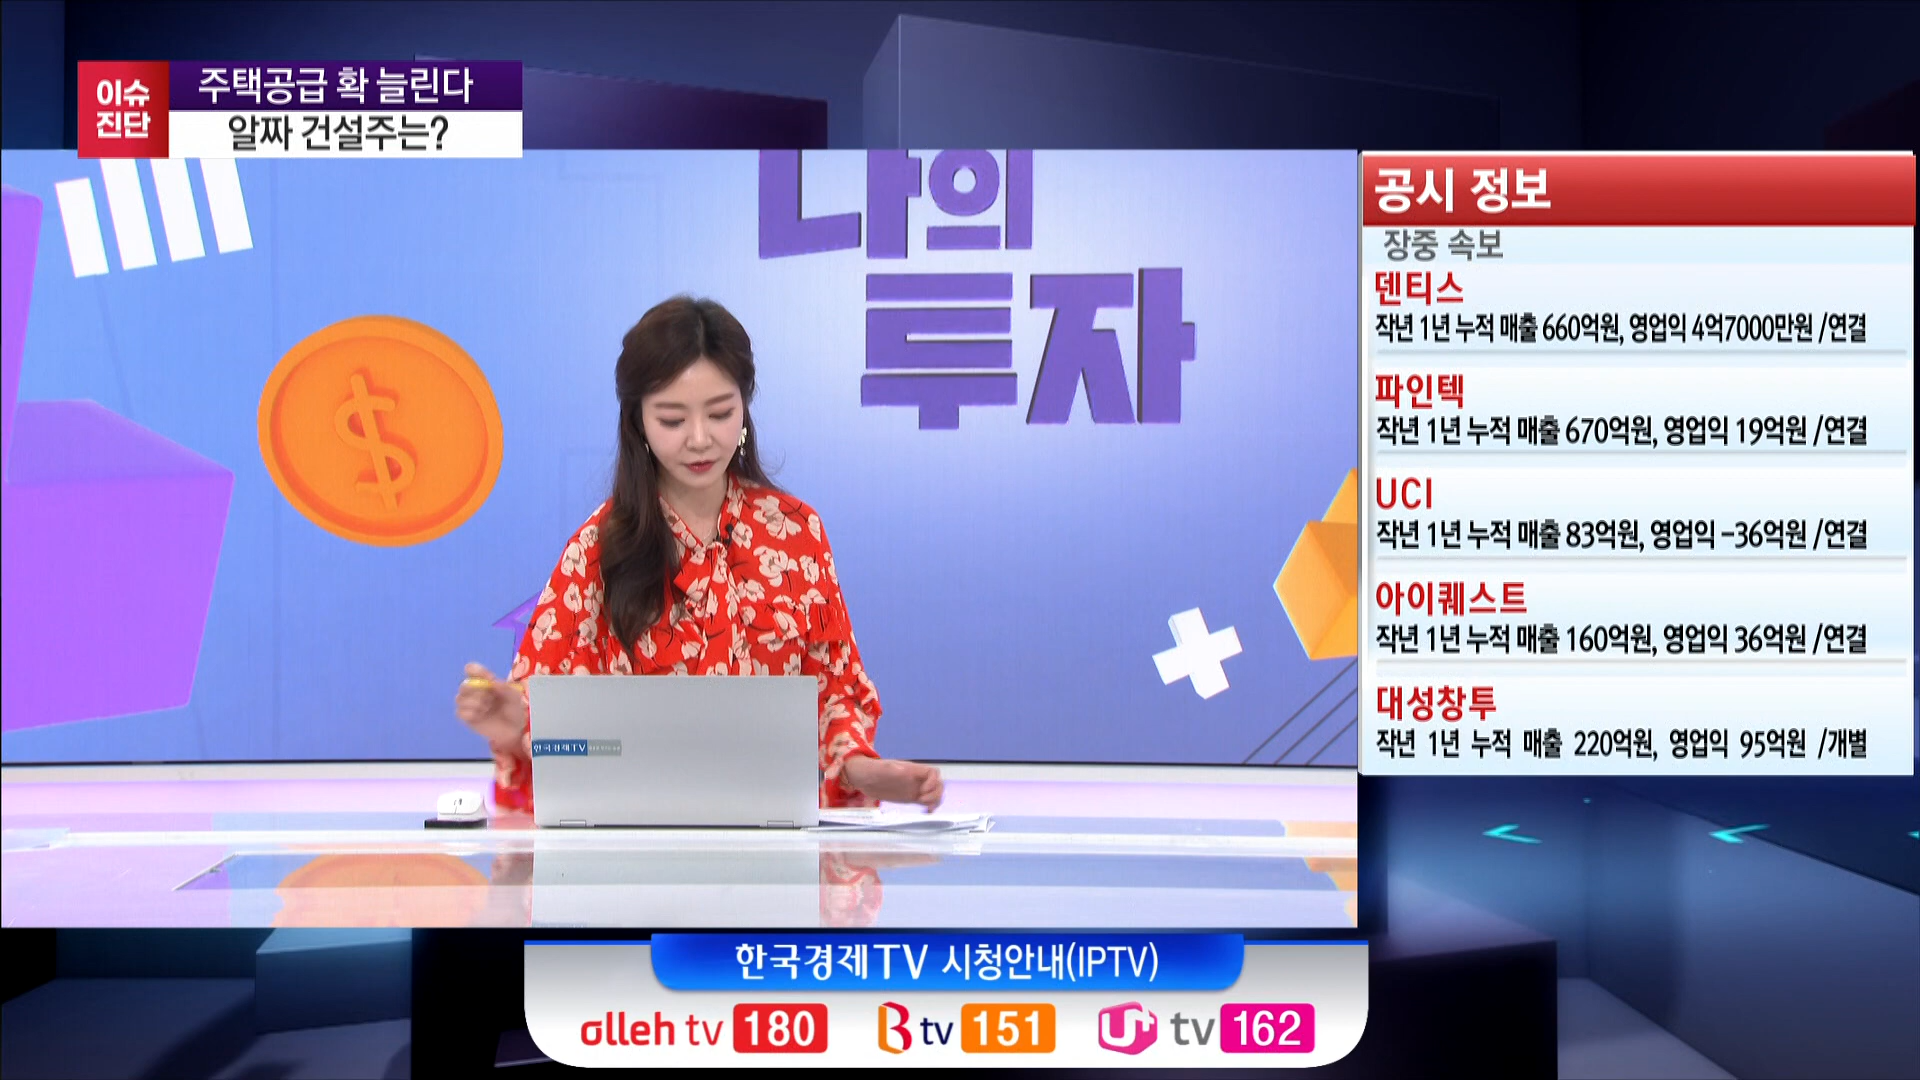 이슈
진단
주택공급 확 늘린다
알짜 건설주는?
나의
투자
한국경제TV
공시 정보
장중 속보
덴티스
작년 1년 누적 매출 660억원, 영업익 4억7000만원 /연결
파인텍
작년 1년 누적 매출 670억원, 영업익 19억원 /연결
UCI
작년 1년 누적 매출 83억원, 영업익 -36억원 /연결
아이퀘스트
작년 1년 누적 매출 160억원, 영업익 36억원 /연결
대성창투
작년 1년 누적 매출 220억원, 영업익 95억원 /개별
한국경제TV 시청안내(IPTV)
olleh tv 180 B tv 151 U+ tv 162